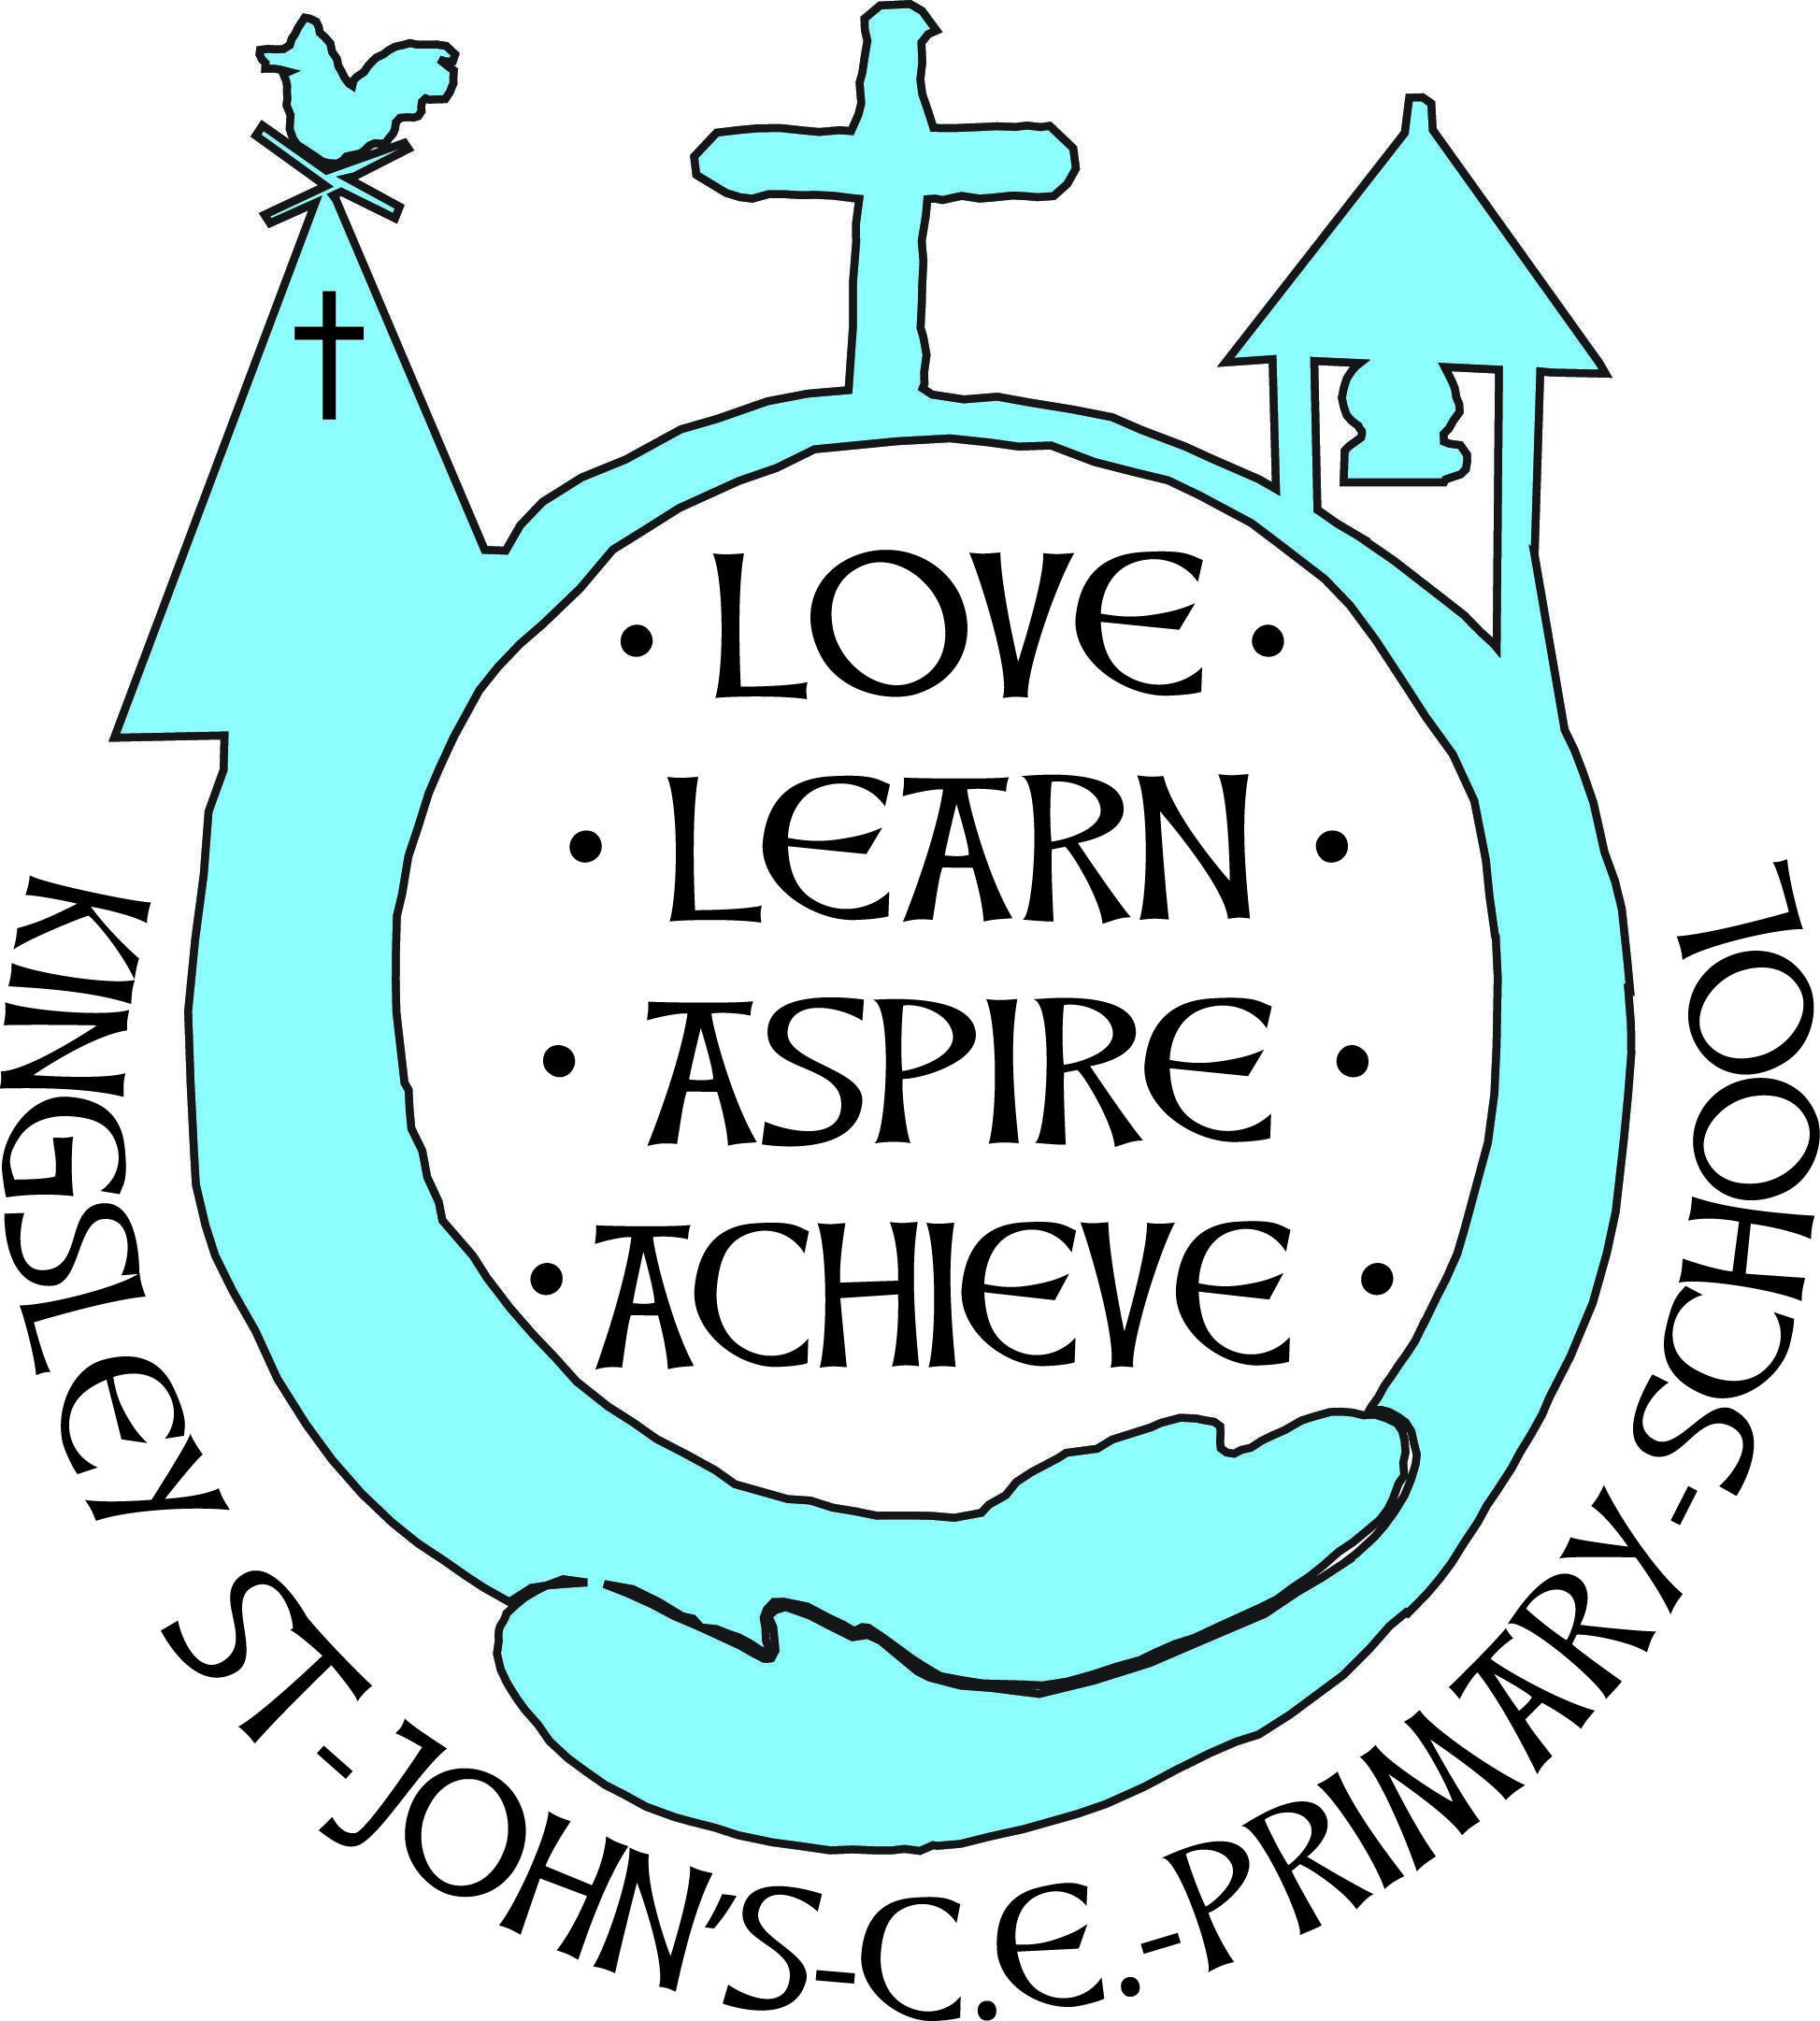 • LOVE •
• LEARN •
• ASPIRE •
• ACHIEVE •
KINGSLEY ST-JOHN'S-C.E.-PRIMARY-SCHOOL